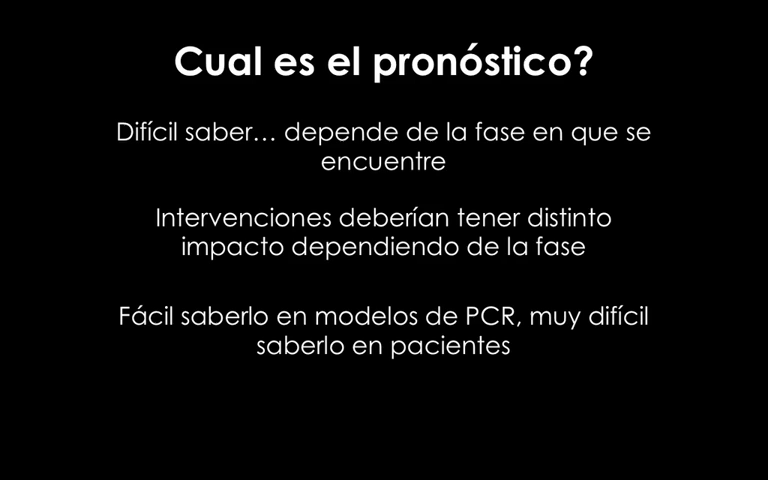 Cual es el pronóstico?
Difícil saber... depende de la fase en que se
encuentre
Intervenciones deberían tener distinto
impacto dependiendo de la fase
Fácil saberlo en modelos de PCR, muy difícil
saberlo en pacientes